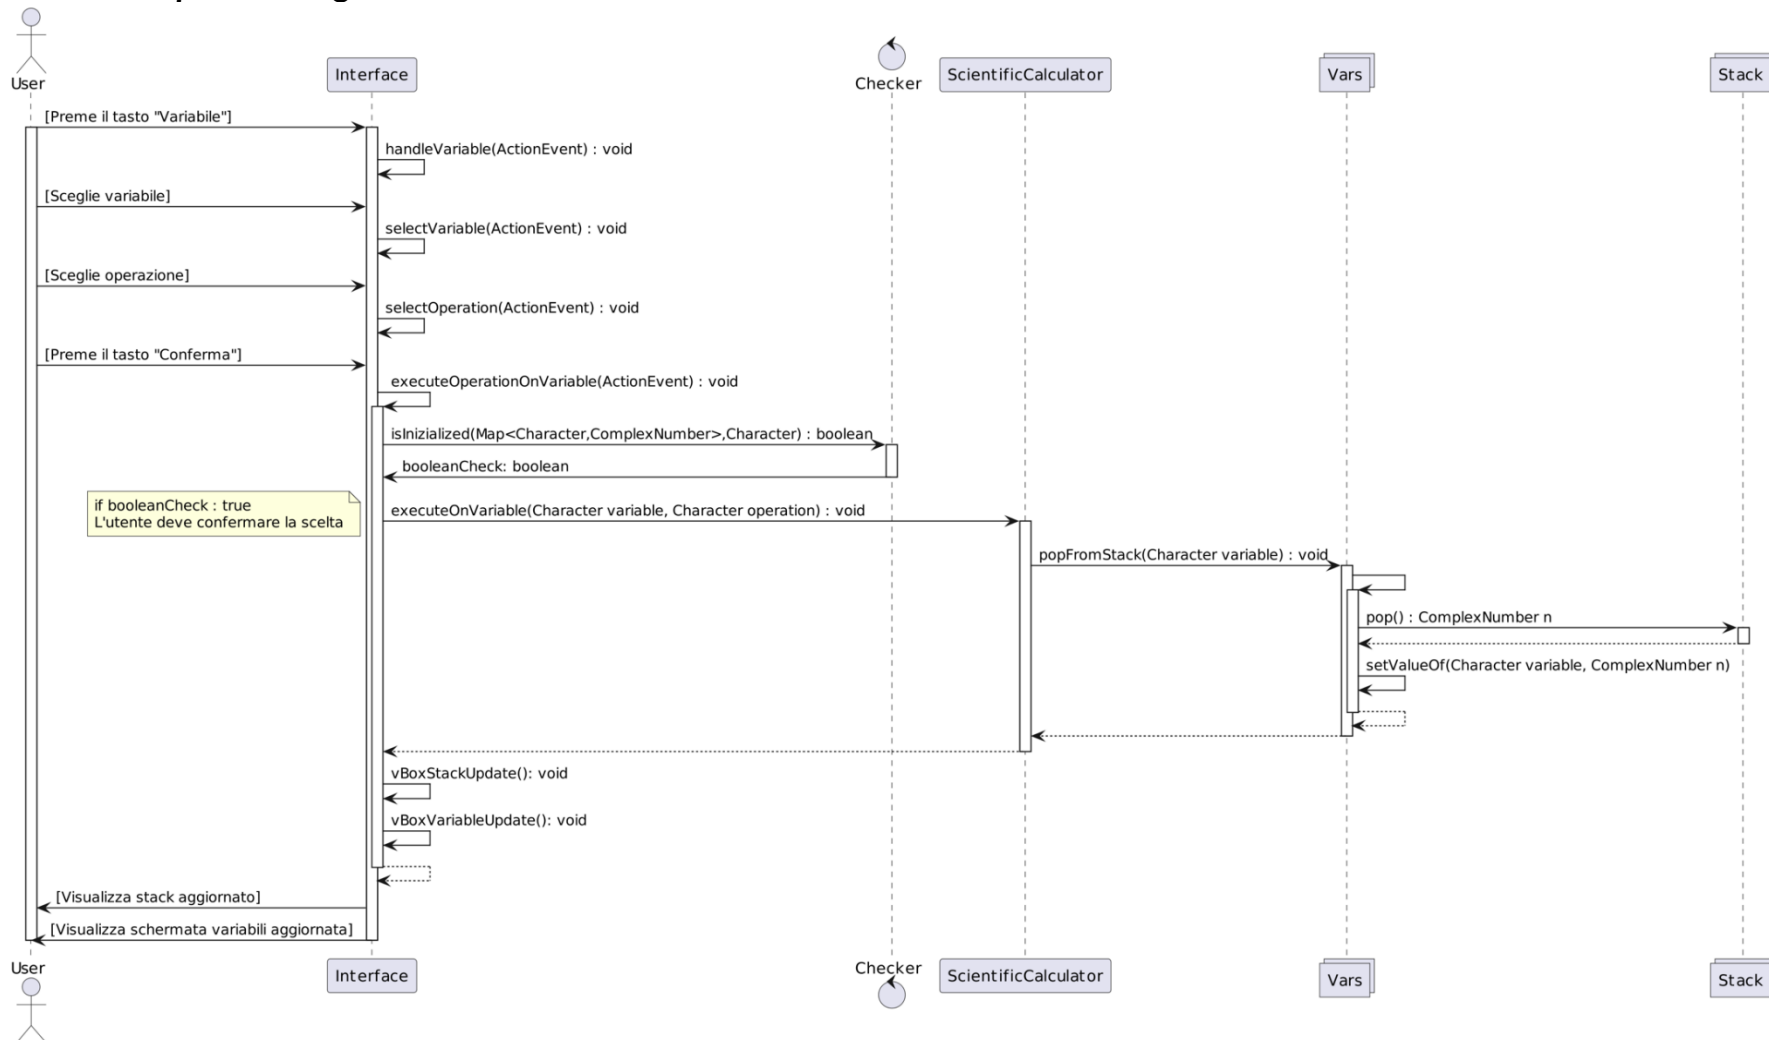 User
Interface
Checker
ScientificCalculator
Vars
Stack
[Preme il tasto "Variabile"]
handleVariable(ActionEvent) : void
[Sceglie variabile]
selectVariable(ActionEvent) : void
[Sceglie operazione]
selectOperation(ActionEvent) : void
[Preme il tasto "Conferma"]
executeOperationOnVariable(ActionEvent) : void
isInizialized(Map<Character,ComplexNumber>,Character) : boolean
booleanCheck: boolean
if booleanCheck : true
L'utente deve confermare la scelta
executeOnVariable(Character variable, Character operation) : void
popFromStack(Character variable) : void
pop() : ComplexNumber n
setValueOf(Character variable, ComplexNumber n)
vBoxStackUpdate(): void
vBoxVariableUpdate(): void
[Visualizza stack aggiornato]
[Visualizza schermata variabili aggiornata]
User
Interface
Checker
ScientificCalculator
Vars
Stack